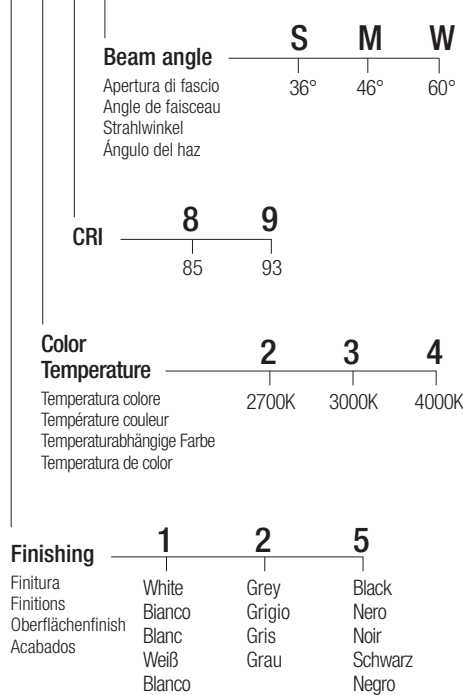 Beam angle S M W
Apertura di fascio 36° 46° 60°
Angle de faisceau
Strahlwinkel
Ángulo del haz
CRI 8 9
85 93
Color
Temperature 2 3 4
Temperatura colore 2700K 3000K 4000K
Température couleur
Temperaturabhängige Farbe
Temperatura de color
Finishing 1 2 5
Finitura White Grey Black
Finitions Bianco Grigio Nero
Oberflächenfinish Blanc Gris Noir
Acabados Weiß Grau Schwarz
Blanco Negro